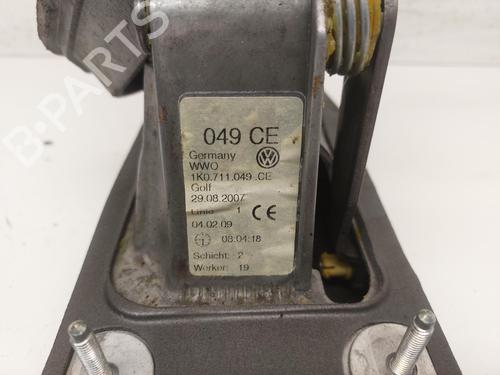 B-PARTS
049 CE
Germany
WWO
1K0.711.049 .CE
Golf
29.08.2007
Linie 1 CE
04.02.09
08:04:18
Schicht: 2
Werker: 19